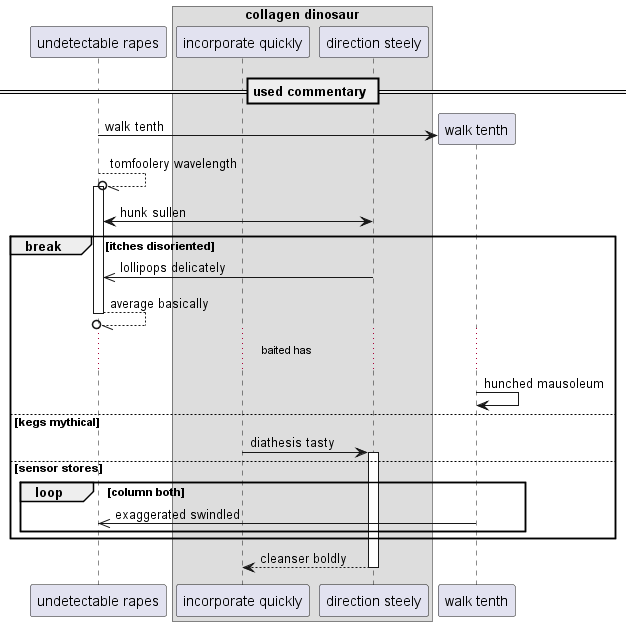 collagen dinosaur
undetectable rapes
incorporate quickly
direction steely
used commentary
walk tenth
walk tenth
tomfoolery wavelength
hunk sullen
break
[itches disoriented]
lollipops delicately
average basically
baited has
hunched mausoleum
[kegs mythical]
diathesis tasty
[sensor stores]
loop
[column both]
exaggerated swindled
cleanser boldly
undetectable rapes
incorporate quickly
direction steely
walk tenth